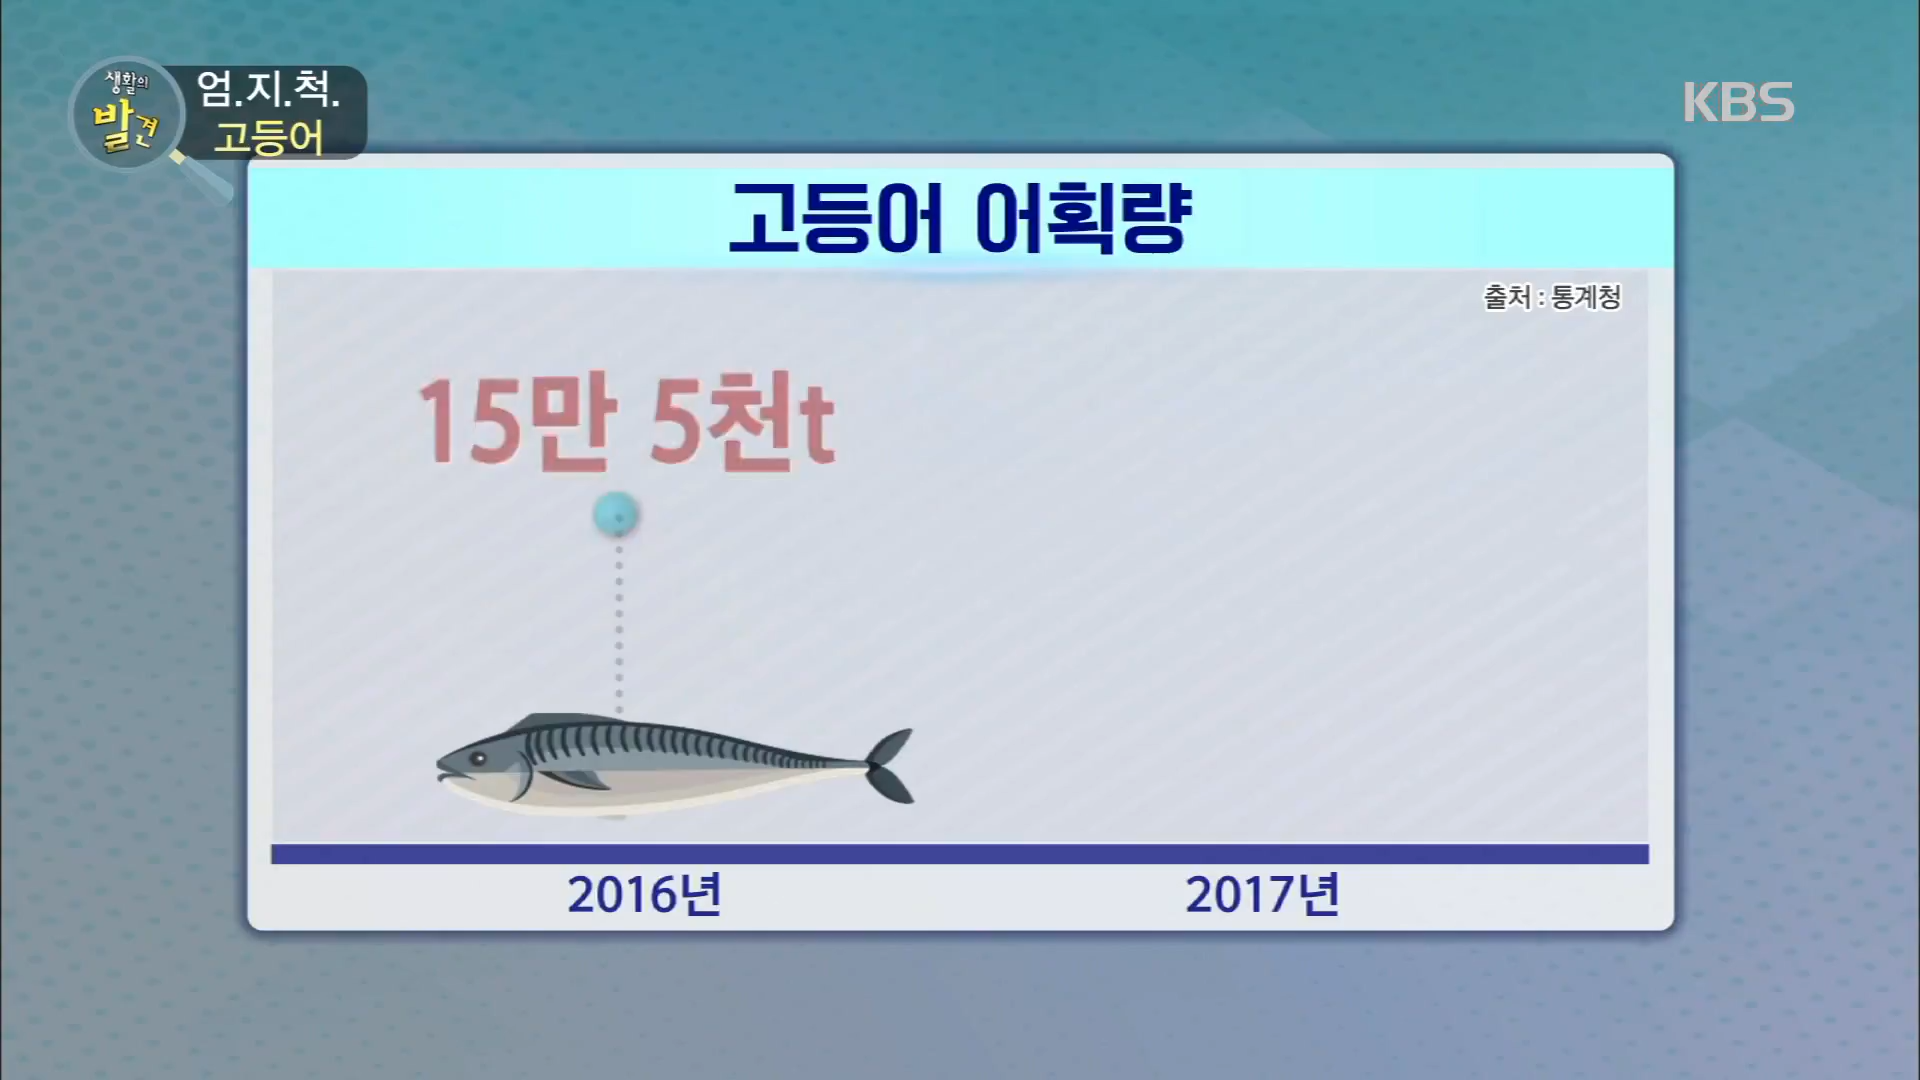 생활의
발견
엄.지.척.
고등어
KBS
고등어 어획량
출처 : 통계청
15만 5천t
2016년
2017년